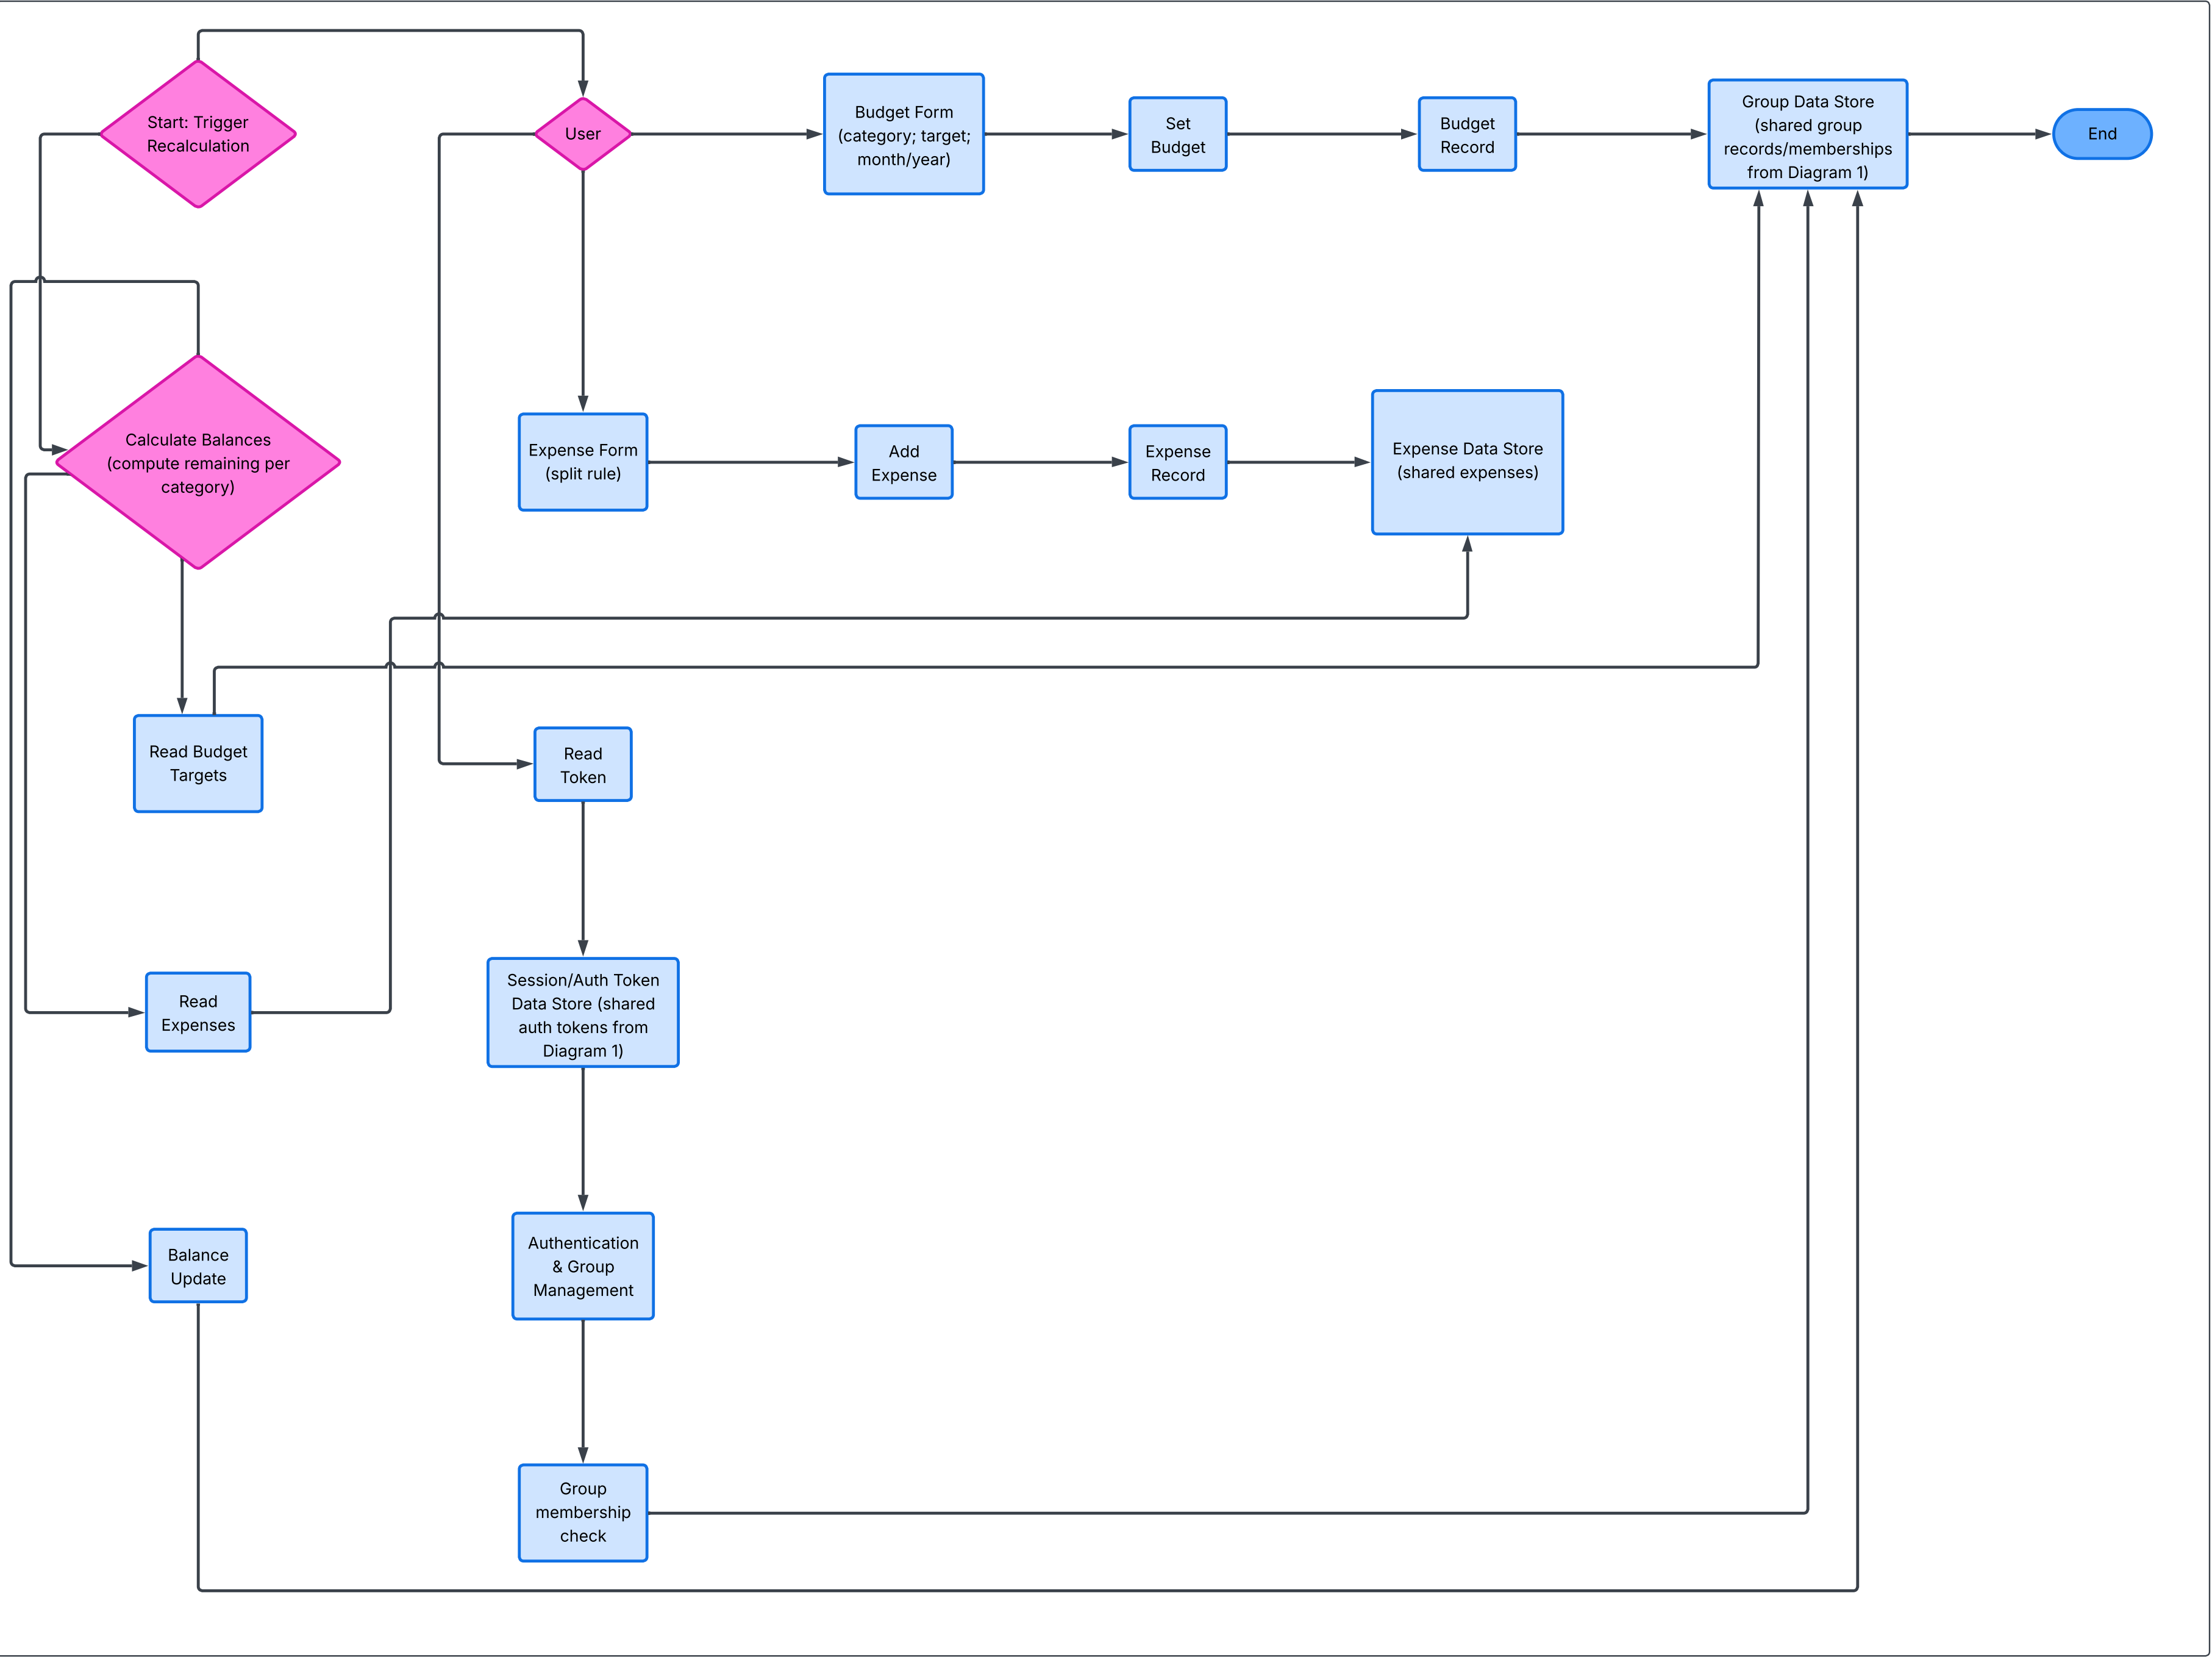 Start: Trigger
Recalculation
User
Budget Form
(category; target;
month/year)
Set
Budget
Budget
Record
Group Data Store
(shared group
records/memberships
from Diagram 1)
End
Calculate Balances
(compute remaining per
category)
Expense Form
(split rule)
Add
Expense
Expense
Record
Expense Data Store
(shared expenses)
Read Budget
Targets
Read
Token
Read
Expenses
Session/Auth Token
Data Store (shared
auth tokens from
Diagram 1)
Balance
Update
Authentication
& Group
Management
Group
membership
check